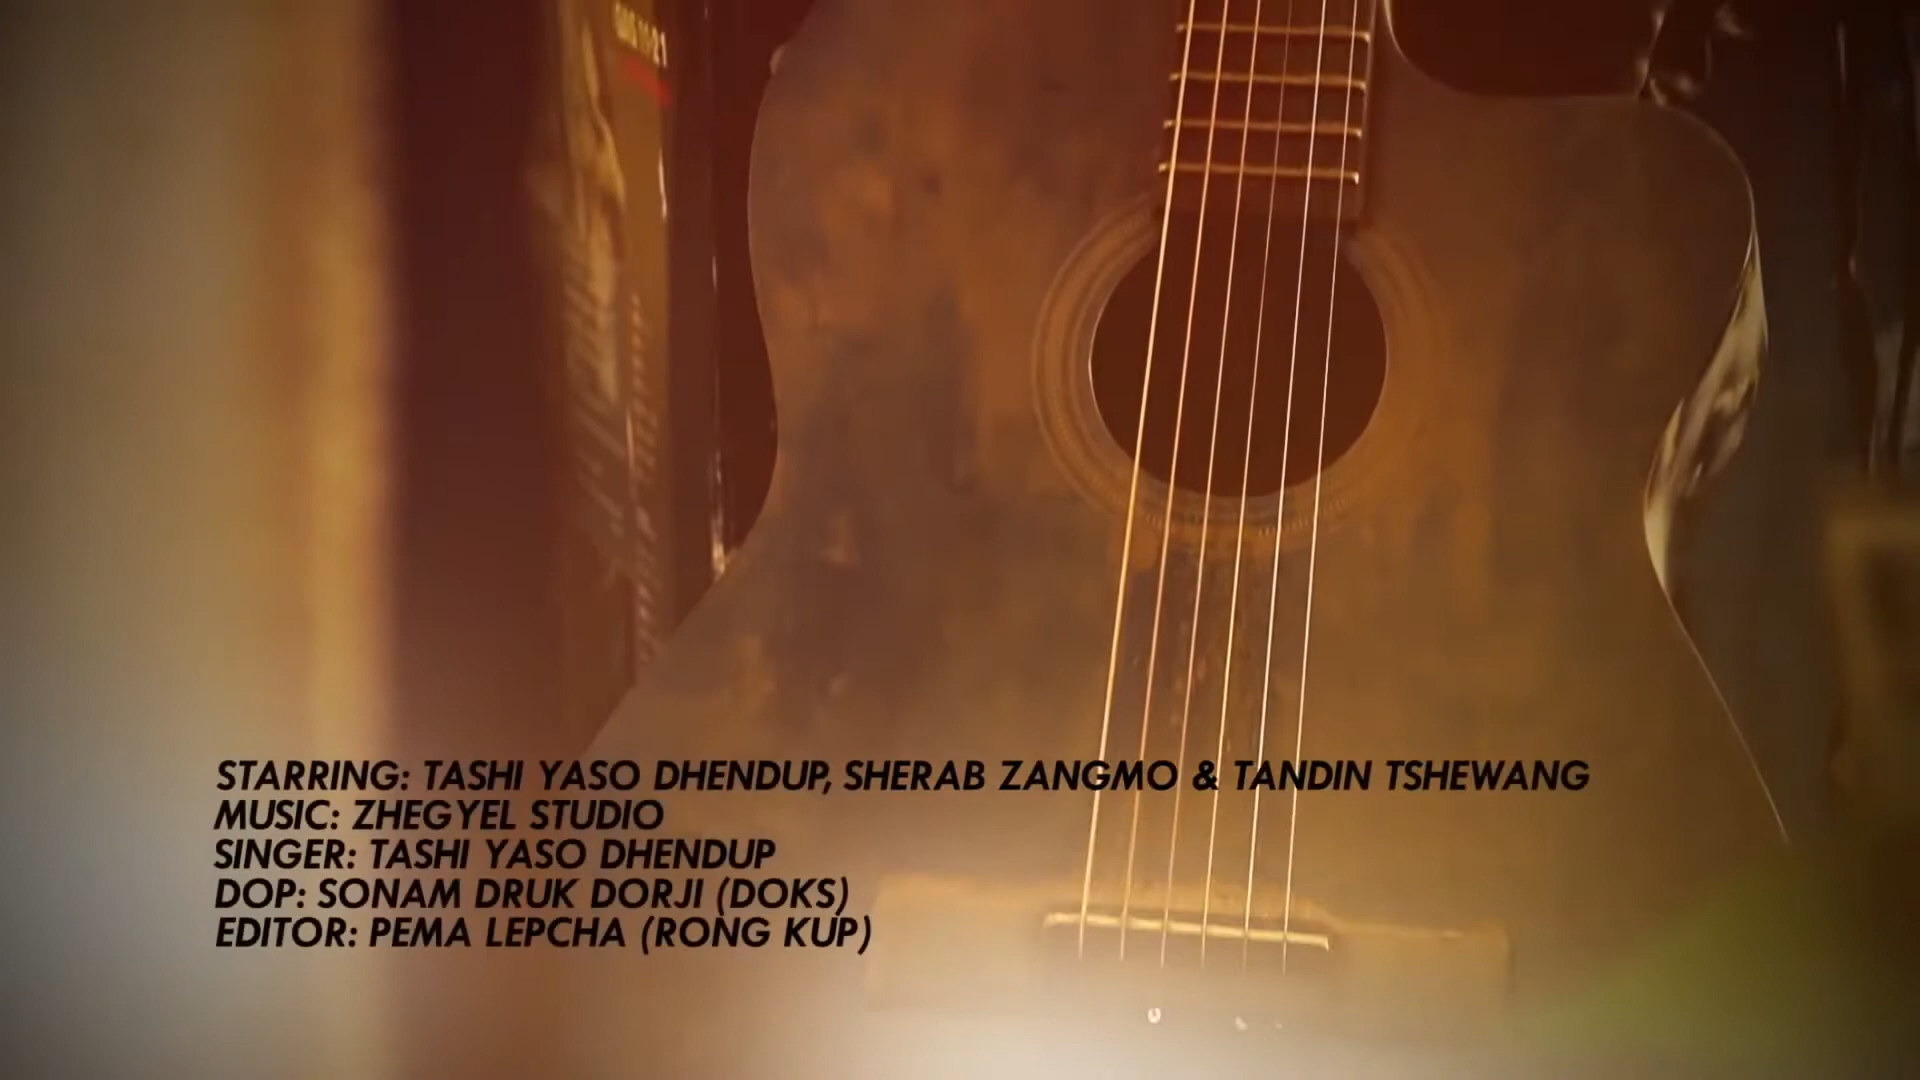 STARRING: TASHI YASO DHENDUP, SHERAB ZANGMO & TANDIN TSHEWANG
MUSIC: ZHEGYEL STUDIO
SINGER: TASHI YASO DHENDUP
DOP: SONAM DRUK DORJI (DOKS)
EDITOR: PEMA LEPCHA (RONG KUP)